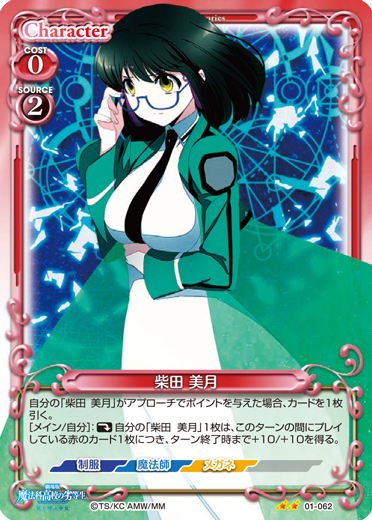 Character
COST
0
SOURCE
2
柴田 美月
自分の「柴田 美月」がアプローチでポイントを与えた場合、カードを1枚
引く。
[メイン/自分]: 自分の「柴田 美月」1枚は、このターンの間にプレイ
している赤のカード1枚につき、ターン終了時まで+10/+10を得る。
制服 魔法師 メガネ
劇場版
魔法科高校の劣等生
©TS/KC AMW/MM
01-062